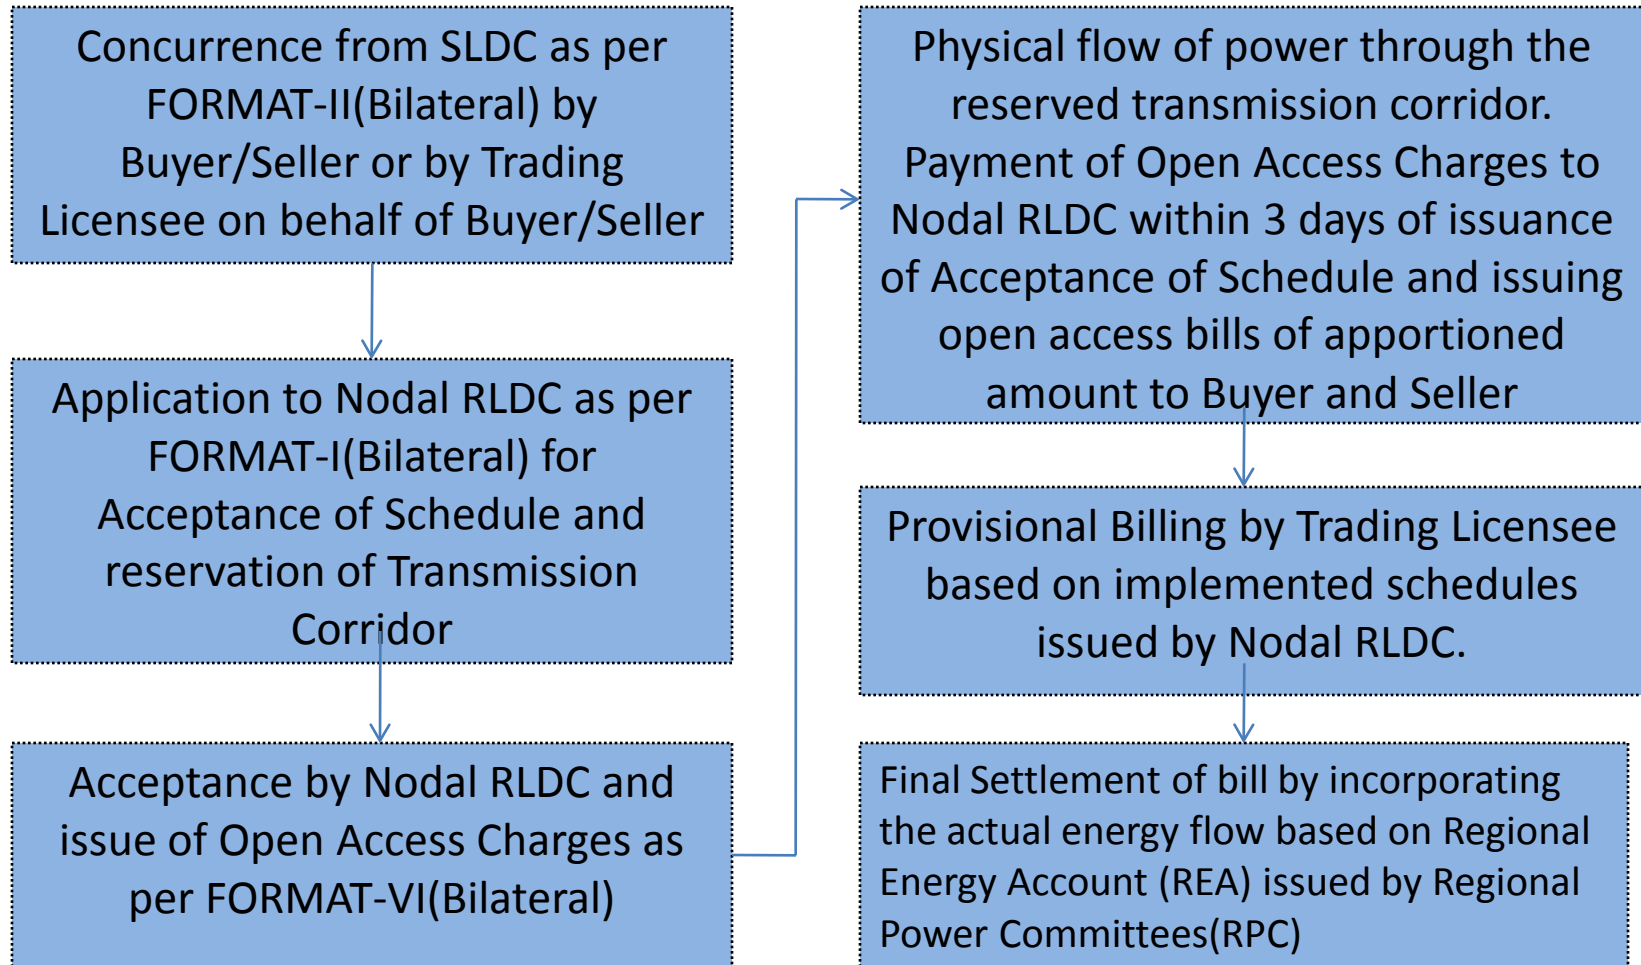 Concurrence from SLDC as per
FORMAT-II(Bilateral) by
Buyer/Seller or by Trading
Licensee on behalf of Buyer/Seller
Application to Nodal RLDC as per
FORMAT-I(Bilateral) for
Acceptance of Schedule and
reservation of Transmission
Corridor
Acceptance by Nodal RLDC and
issue of Open Access Charges as
per FORMAT-VI(Bilateral)
Physical flow of power through the
reserved transmission corridor.
Payment of Open Access Charges to
Nodal RLDC within 3 days of issuance
of Acceptance of Schedule and issuing
open access bills of apportioned
amount to Buyer and Seller
Provisional Billing by Trading Licensee
based on implemented schedules
issued by Nodal RLDC.
Final Settlement of bill by incorporating
the actual energy flow based on Regional
Energy Account (REA) issued by Regional
Power Committees(RPC)